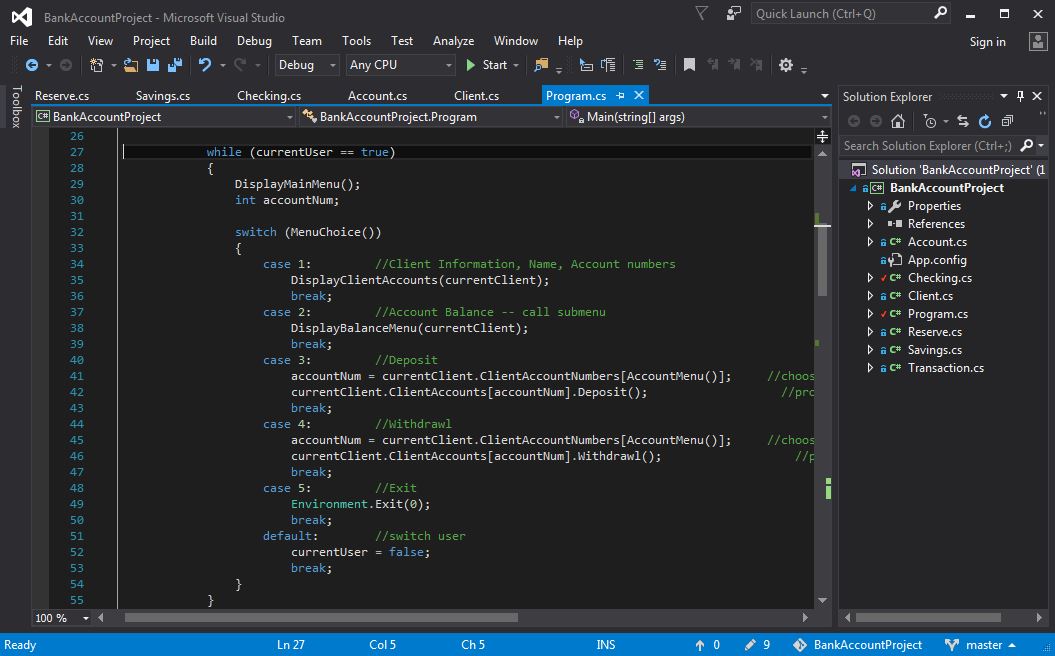 BankAccountProject - Microsoft Visual Studio
Quick Launch (Ctrl+Q)
File Edit View Project Build Debug Team Tools Test Analyze Window Help
Sign in
Debug Any CPU Start
Toolbox
Reserve.cs Savings.cs Checking.cs Account.cs Client.cs Program.cs
BankAccountProject BankAccountProject.Program Main(string[] args)
26
27 while (currentUser == true)
28 {
29 DisplayMainMenu();
30 int accountNum;
31
32 switch (MenuChoice())
33 {
34 case 1: //Client Information, Name, Account numbers
35 DisplayClientAccounts(currentClient);
36 break;
37 case 2: //Account Balance -- call submenu
38 DisplayBalanceMenu(currentClient);
39 break;
40 case 3: //Deposit
41 accountNum = currentClient.ClientAccountNumbers[AccountMenu()]; //choos
42 currentClient.ClientAccounts[accountNum].Deposit(); //pro
43 break;
44 case 4: //Withdrawl
45 accountNum = currentClient.ClientAccountNumbers[AccountMenu()]; //choos
46 currentClient.ClientAccounts[accountNum].Withdrawl(); //p
47 break;
48 case 5: //Exit
49 Environment.Exit(0);
50 break;
51 default: //switch user
52 currentUser = false;
53 break;
54 }
55 }
100 %
Solution Explorer
Search Solution Explorer (Ctrl+;)
Solution 'BankAccountProject' (1
C# BankAccountProject
Properties
References
C# Account.cs
App.config
C# Checking.cs
C# Client.cs
C# Program.cs
C# Reserve.cs
C# Savings.cs
C# Transaction.cs
Ready Ln 27 Col 5 Ch 5 INS 0 9 BankAccountProject master